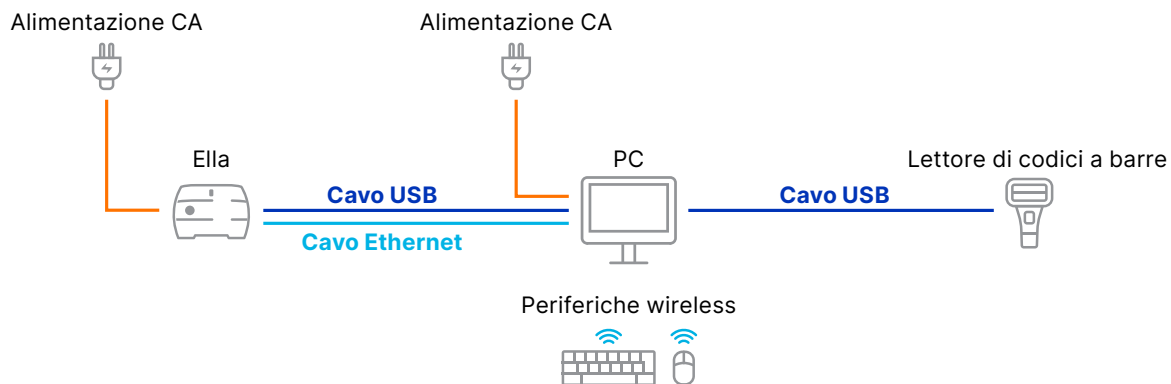 Alimentazione CA
Alimentazione CA
Ella
PC
Lettore di codici a barre
Cavo USB
Cavo USB
Cavo Ethernet
Periferiche wireless